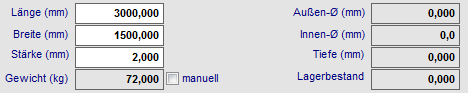 Länge (mm) 3000,000 Außen-Ø (mm) 0,000
Breite (mm) 1500,000 Innen-Ø (mm) 0,0
Stärke (mm) 2,000 Tiefe (mm) 0,000
Gewicht (kg) 72,000 manuell Lagerbestand 0,000